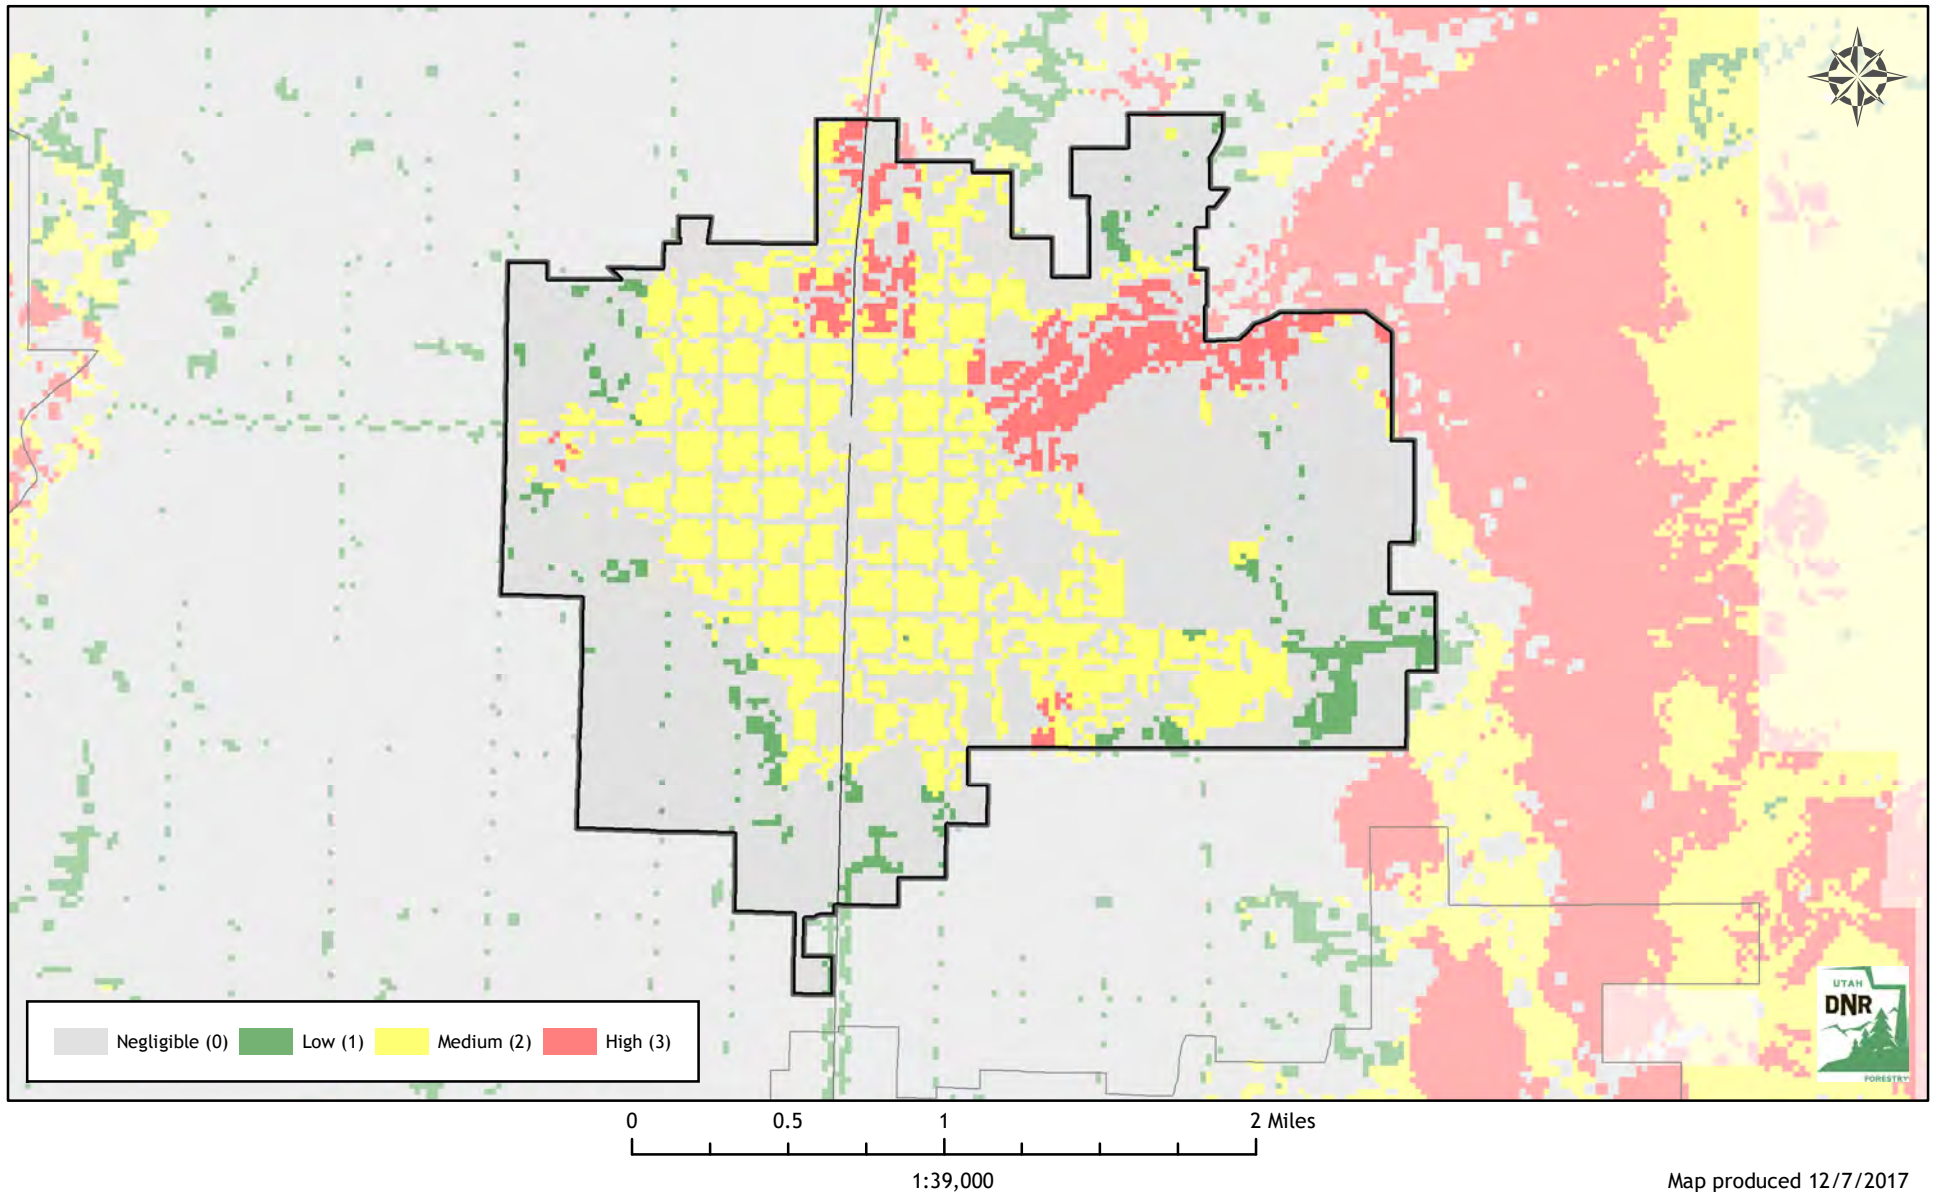 UTAH
DNR
FORESTRY
Negligible (0) Low (1) Medium (2) High (3)
0 0.5 1 2 Miles
1:39,000
Map produced 12/7/2017